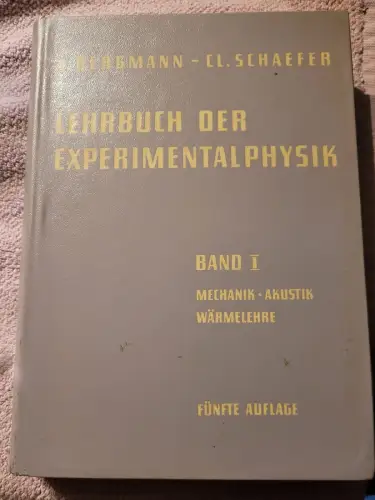 L. BERGMANN - CL. SCHAEFER
LEHRBUCH DER
EXPERIMENTALPHYSIK
BAND I
MECHANIK · AKUSTIK
WÄRMELEHRE
FÜNFTE AUFLAGE